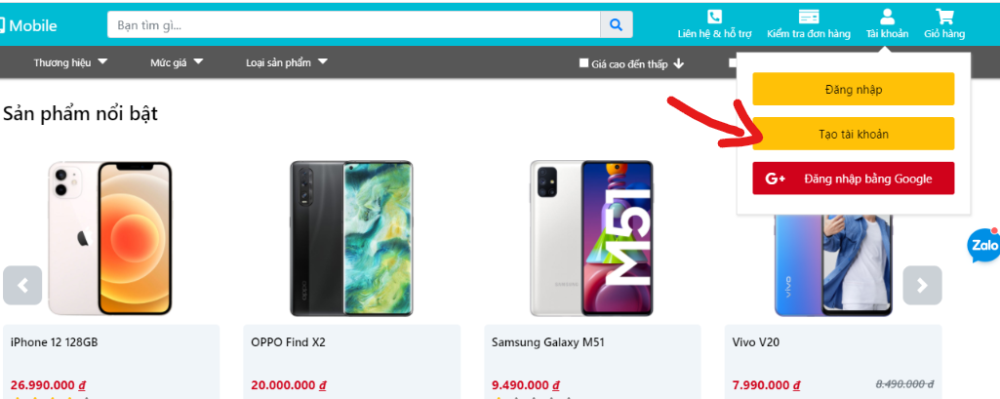 Mobile
Bạn tìm gì...
Liên hệ & hỗ trợ
Kiểm tra đơn hàng
Tài khoản
Giỏ hàng
Thương hiệu
Mức giá
Loại sản phẩm
Giá cao đến thấp
Đăng nhập
Tạo tài khoản
G+ Đăng nhập bằng Google
Sản phẩm nổi bật
M51
SAMSUNG
oppo
vivo
Zalo
iPhone 12 128GB
OPPO Find X2
Samsung Galaxy M51
Vivo V20
26.990.000 đ
20.000.000 đ
9.490.000 đ
7.990.000 đ
8.490.000 đ